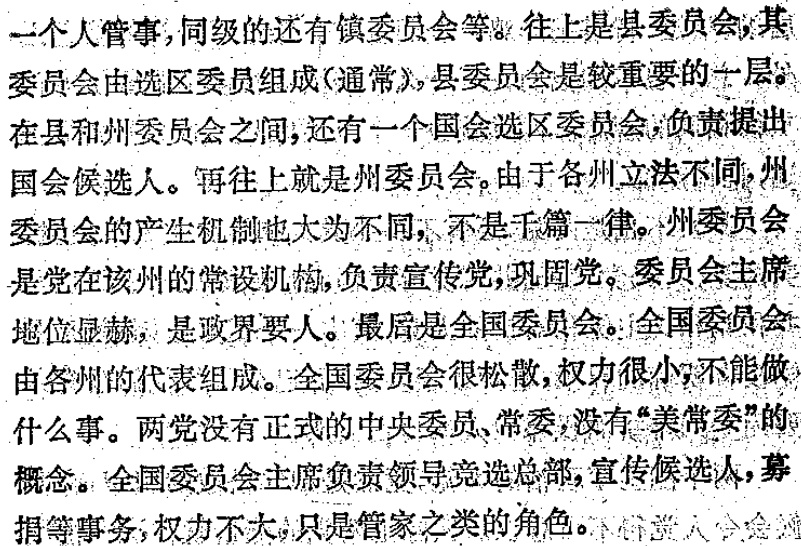 一个人管事,同级的还有镇委员会等。往上是县委员会,其
委员会由选区委员组成(通常),县委员会是较重要的一层。
在县和州委员会之间,还有一个国会选区委员会,负责提出
国会候选人。再往上就是州委员会。由于各州立法不同,州
委员会的产生机制也大为不同,不是千篇一律。州委员会
是党在该州的常设机构,负责宣传党,巩固党。委员会主席
地位显赫,是政界要人。最后是全国委员会。全国委员会
由各州的代表组成。全国委员会很松散,权力很小,不能做
什么事。两党没有正式的中央委员、常委,没有“美常委”的
概念。全国委员会主席负责领导竞选总部,宣传候选人,募
捐等事务,权力不大,只是管家之类的角色。